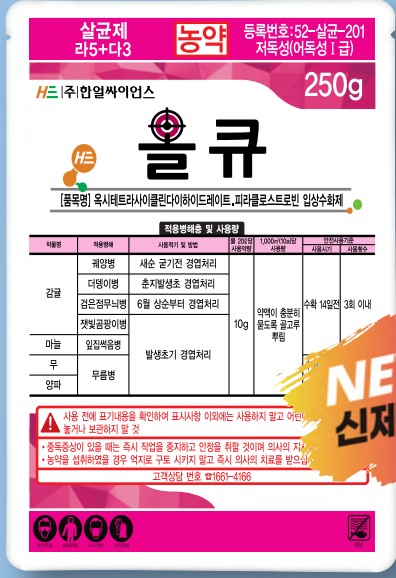 살균제
라5+다3
농약
등록번호:52-살균-201
저독성(어독성Ⅰ급)
250g
HE (주)한얼싸이언스
HE
올큐
[품목명] 옥시테트라사이클린다이하이드레이트,피라클로스트로빈 입상수화제
적용병해충 및 사용량
작물명 적용병해 사용적기 및 방법 물 20ℓ당 사용약량 1,000㎡(10a)당 사용량 안전사용기준
사용시기 사용횟수
감귤 궤양병 새순 굳기전 경엽처리
더뎅이병 춘지발생초 경엽처리
검은점무늬병 6월 상순부터 경엽처리
잿빛곰팡이병 발생초기 경엽처리
10g 약액이 충분히 묻도록 골고루 뿌림 수확 14일전 3회 이내
마늘 잎집썩음병
무 무름병
양파
사용 전에 표기내용을 확인하여 표시사항 이외에는 사용하지 말고
놓거나 보관하지 말 것
• 중독증상이 있을 때는 즉시 작업을 중지하고 안정을 취할 것이며 의사의
• 농약을 섭취하였을 경우 억지로 구토 시키지 말고 즉시 의사의 치료를
고객상담 번호 ☎1661-4166
NE
신제